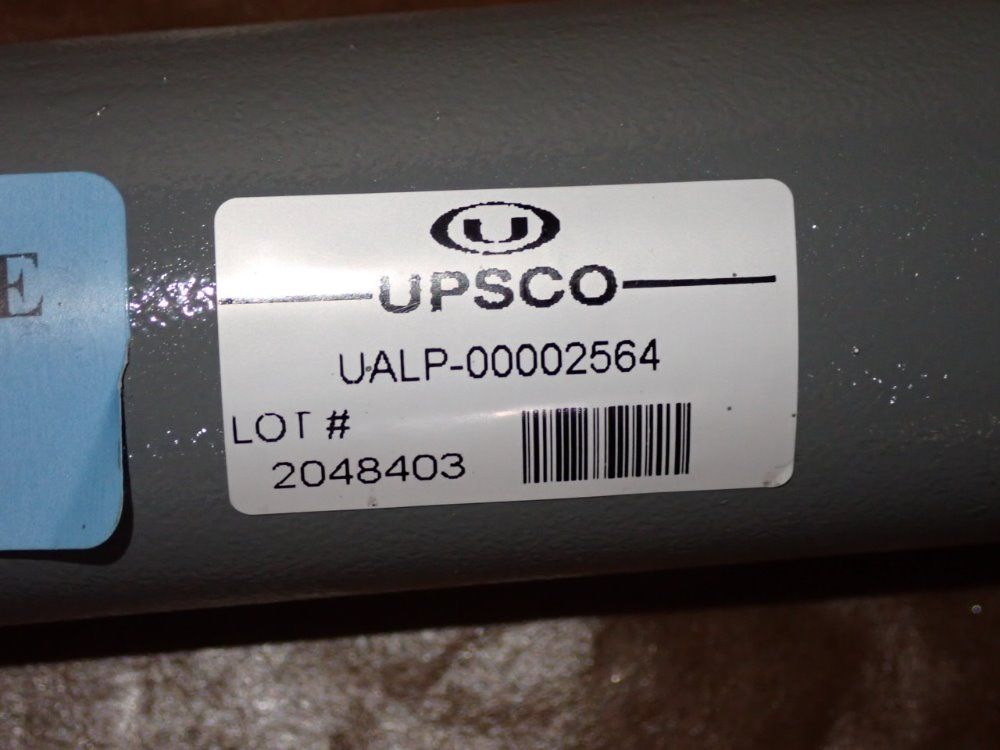 E
U
UPSCO
UALP-00002564
LOT #
2048403